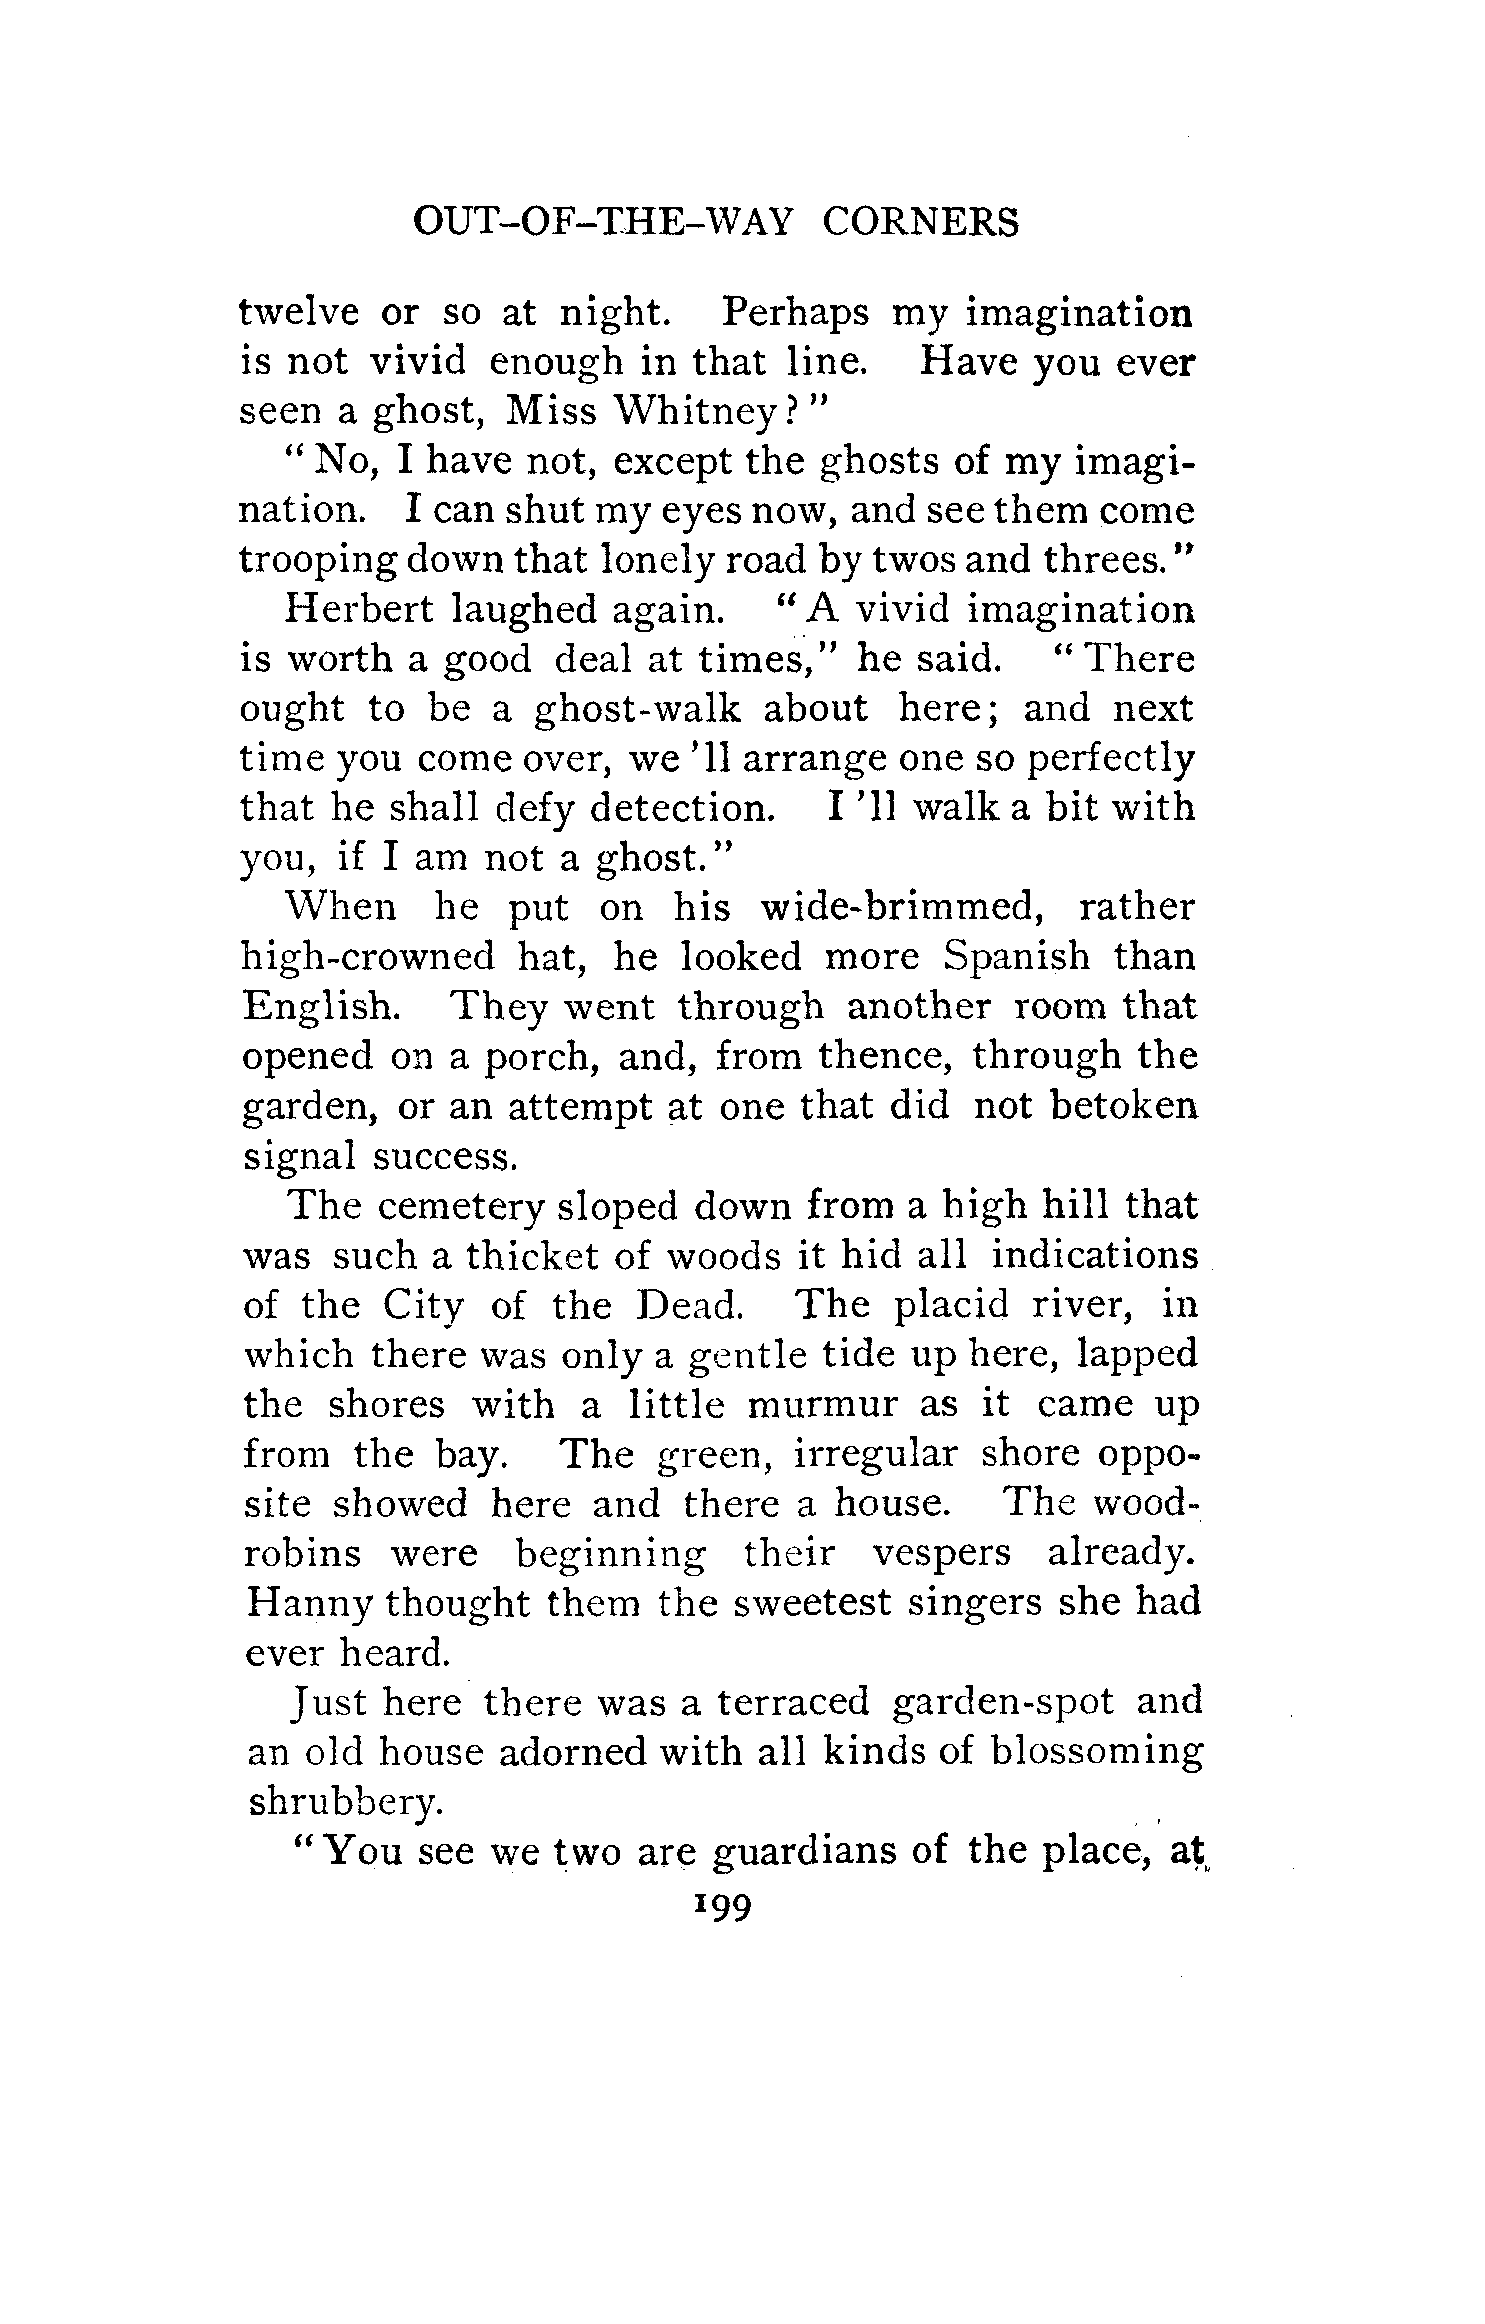 OUT-OF-THE-WAY CORNERS
twelve or so at night. Perhaps my imagination
is not vivid enough in that line. Have you ever
seen a ghost, Miss Whitney?"
"No, I have not, except the ghosts of my imagi-
nation. I can shut my eyes now, and see them come
trooping down that lonely road by twos and threes."
Herbert laughed again. "A vivid imagination
is worth a good deal at times," he said. "There
ought to be a ghost-walk about here; and next
time you come over, we 'll arrange one so perfectly
that he shall defy detection. I 'll walk a bit with
you, if I am not a ghost."
When he put on his wide-brimmed, rather
high-crowned hat, he looked more Spanish than
English. They went through another room that
opened on a porch, and, from thence, through the
garden, or an attempt at one that did not betoken
signal success.
The cemetery sloped down from a high hill that
was such a thicket of woods it hid all indications
of the City of the Dead. The placid river, in
which there was only a gentle tide up here, lapped
the shores with a little murmur as it came up
from the bay. The green, irregular shore oppo-
site showed here and there a house. The wood-
robins were beginning their vespers already.
Hanny thought them the sweetest singers she had
ever heard.
Just here there was a terraced garden-spot and
an old house adorned with all kinds of blossoming
shrubbery.
"You see we two are guardians of the place, at
199